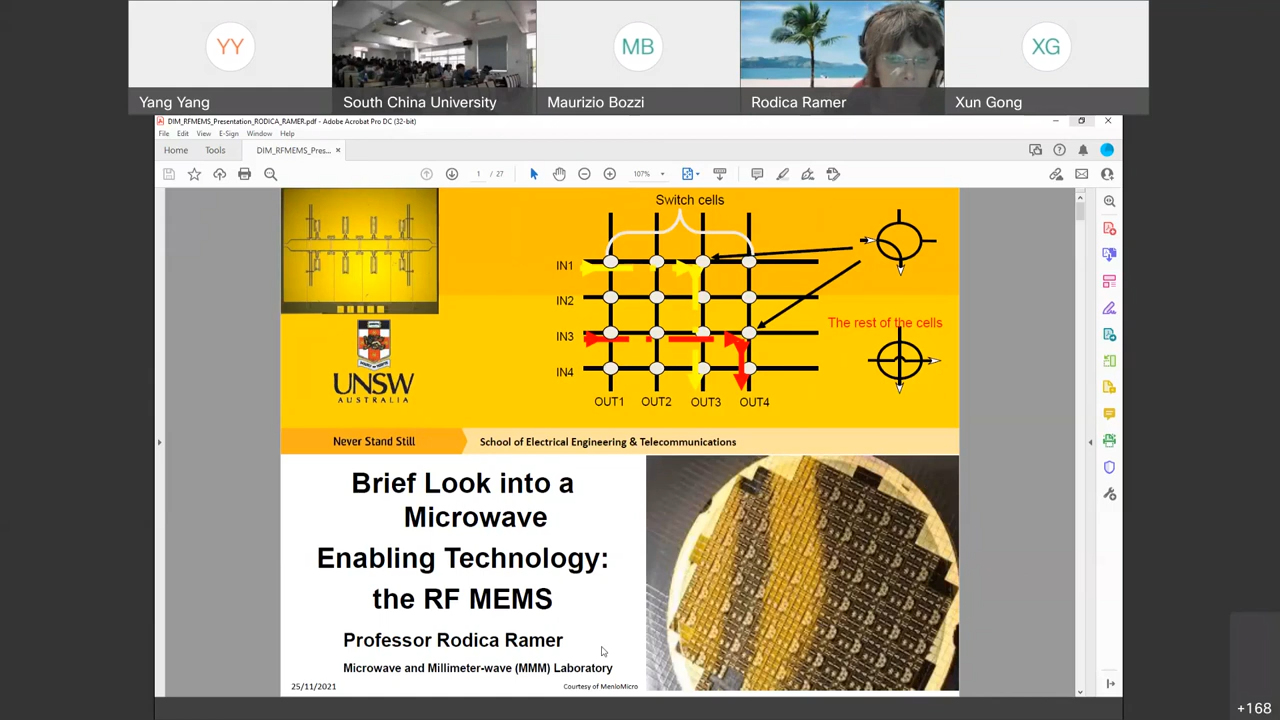 YY
MB
XG
Yang Yang
South China University
Maurizio Bozzi
Rodica Ramer
Xun Gong
DIM_RFMEMS_Presentation_RODICA_RAMER.pdf - Adobe Acrobat Pro DC (32-bit)
File Edit View E-Sign Window Help
Home Tools DIM_RFMEMS_Pres...
1 / 27
107%
Switch cells
IN1
IN2
The rest of the cells
IN3
IN4
OUT1 OUT2 OUT3 OUT4
UNSW
AUSTRALIA
Never Stand Still
School of Electrical Engineering & Telecommunications
Brief Look into a
Microwave
Enabling Technology:
the RF MEMS
Professor Rodica Ramer
Microwave and Millimeter-wave (MMM) Laboratory
25/11/2021
Courtesy of MenloMicro
+168